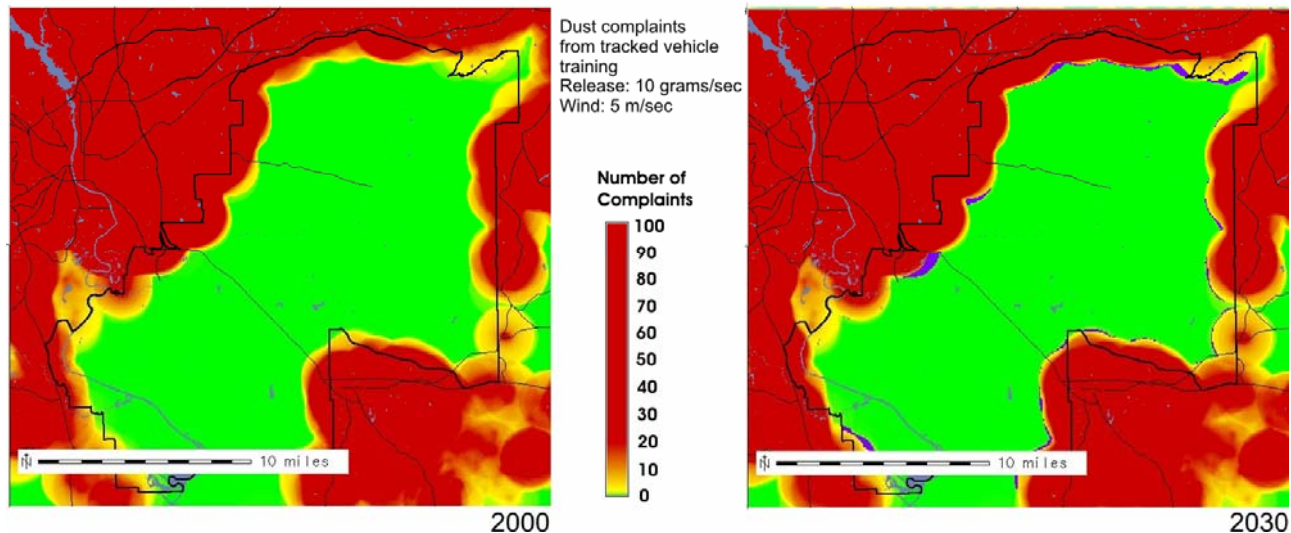 Dust complaints
from tracked vehicle
training
Release: 10 grams/sec
Wind: 5 m/sec
Number of
Complaints
100
90
80
70
60
50
40
30
20
10
0
N
10 miles
2000
N
10 miles
2030